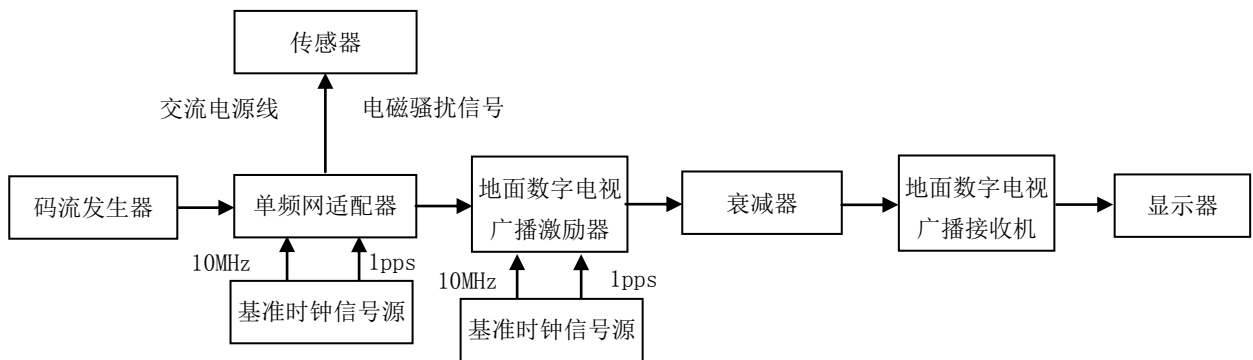 传感器
交流电源线
电磁骚扰信号
码流发生器
单频网适配器
地面数字电视
广播激励器
衰减器
地面数字电视
广播接收机
显示器
10MHz
1pps
基准时钟信号源
10MHz
1pps
基准时钟信号源